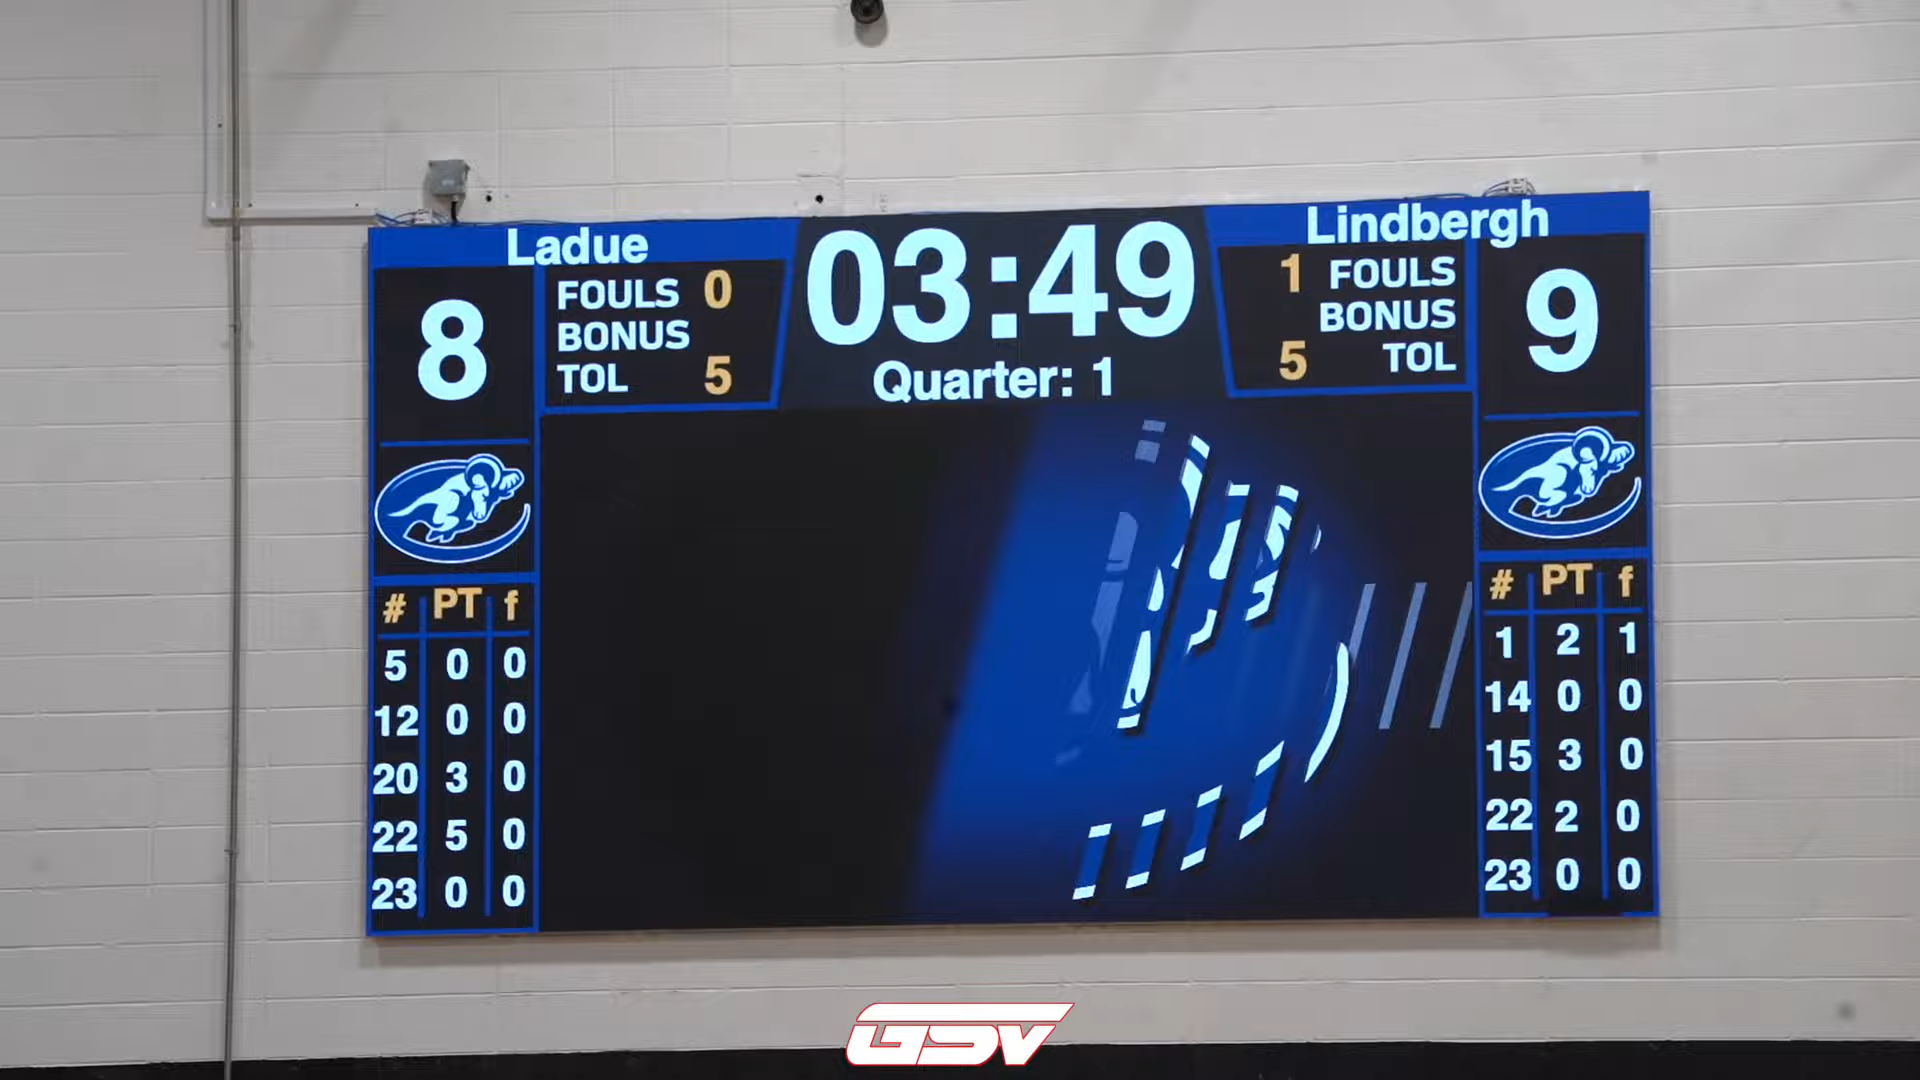 Ladue
03:49
Lindbergh
8
FOULS 0
BONUS
TOL 5
Quarter: 1
1 FOULS
BONUS
5 TOL
9
# PT f
5 0 0
12 0 0
20 3 0
22 5 0
23 0 0
# PT f
1 2 1
14 0 0
15 3 0
22 2 0
23 0 0
GSV